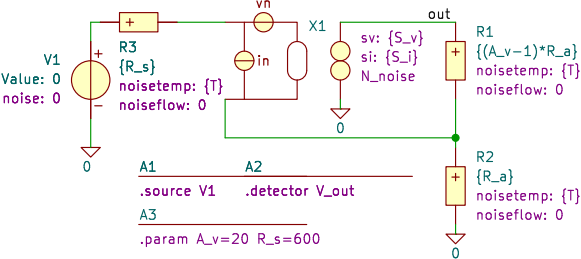 V1
Value: 0
noise: 0
0
R3
{R_s}
noisetemp: {T}
noiseflow: 0
vn
in
X1
sv: {S_v}
si: {S_i}
N_noise
0
out
R1
{(A_v-1)*R_a}
noisetemp: {T}
noiseflow: 0
R2
{R_a}
noisetemp: {T}
noiseflow: 0
0
A1
.source V1
A2
.detector V_out
A3
.param A_v=20 R_s=600